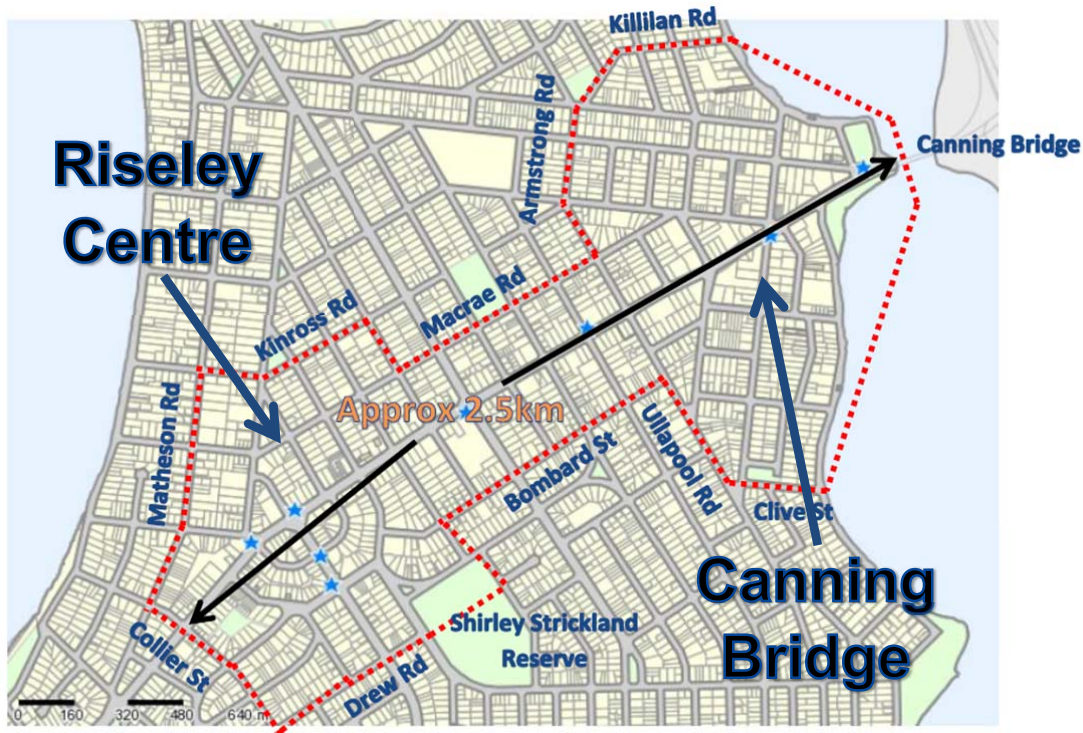 Killilan Rd
Armstrong Rd
Canning Bridge
Riseley
Centre
Macrae Rd
Kinross Rd
Approx 2.5km
Matheson Rd
Bombard St
Ullapool Rd
Clive St
Canning
Bridge
Shirley Strickland
Reserve
Collier St
Drew Rd
0 160 320 480 640 m